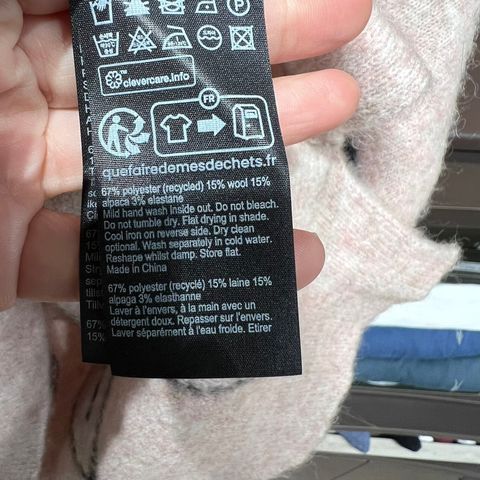 P
clevercare.info
FR
quefairedemesdechets.fr
67% polyester (recycled) 15% wool 15%
alpaca 3% elastane
Mild hand wash inside out. Do not bleach.
Do not tumble dry. Flat drying in shade.
Cool iron on reverse side. Dry clean
optional. Wash separately in cold water.
Reshape whilst damp. Store flat.
Made in China
67% polyester (recyclé) 15% laine 15%
alpaga 3% elasthanne
Laver à l'envers, à la main avec un
détergent doux. Repasser sur l'envers.
Laver séparément à l'eau froide. Etirer